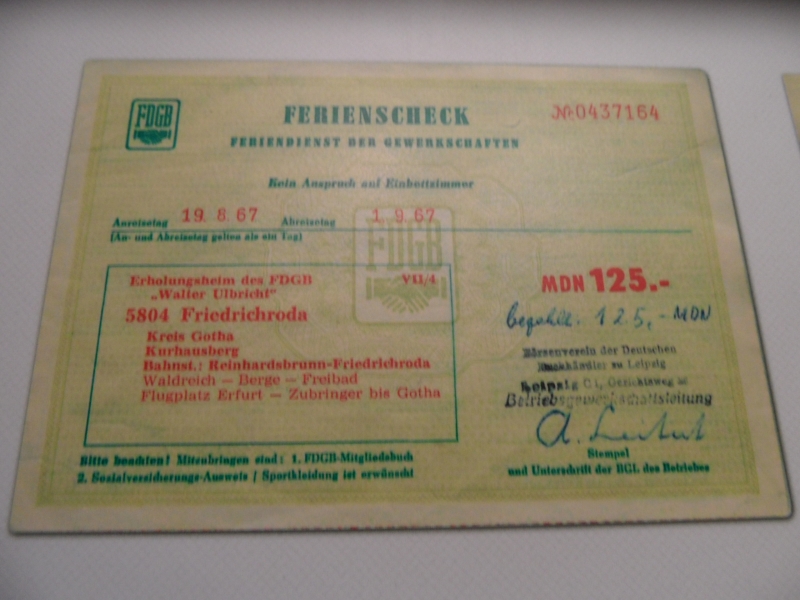 FDGB
FERIENSCHECK
№ 0437164
FERIENDIENST DER GEWERKSCHAFTEN
Kein Anspruch auf Einbettzimmer
Anreisetag 19.8.67 Abreisetag 1.9.67
(An- und Abreisetag gelten als ein Tag)
FDGB
Erholungsheim des FDGB VII/4
„Walter Ulbricht"
5804 Friedrichroda
Kreis Gotha
Kurhausberg
Bahnst.: Reinhardsbrunn-Friedrichroda
Waldreich — Berge — Freibad
Flugplatz Erfurt — Zubringer bis Gotha
MDN 125.-
bezahlt: 125,- MDN
Börsenverein der Deutschen
Buchhändler zu Leipzig
Leipzig C 1, Gerichtsweg
Betriebsgewerkschaftsleitung
Stempel
und Unterschrift der BGL des Betriebes
Bitte beachten! Mitzubringen sind: 1. FDGB-Mitgliedsbuch
2. Sozialversicherungs-Ausweis / Sportkleidung ist erwünscht